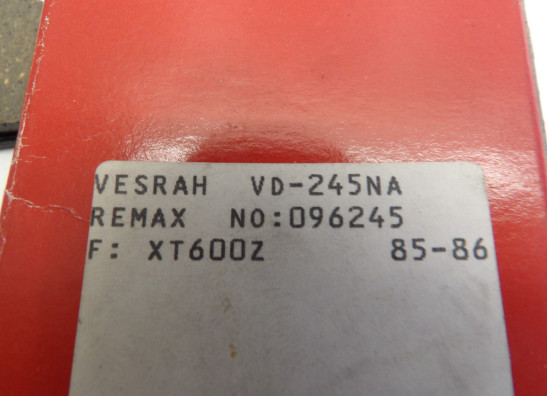 VESRAH VD-245NA
REMAX NO:096245
F: XT600Z 85-86